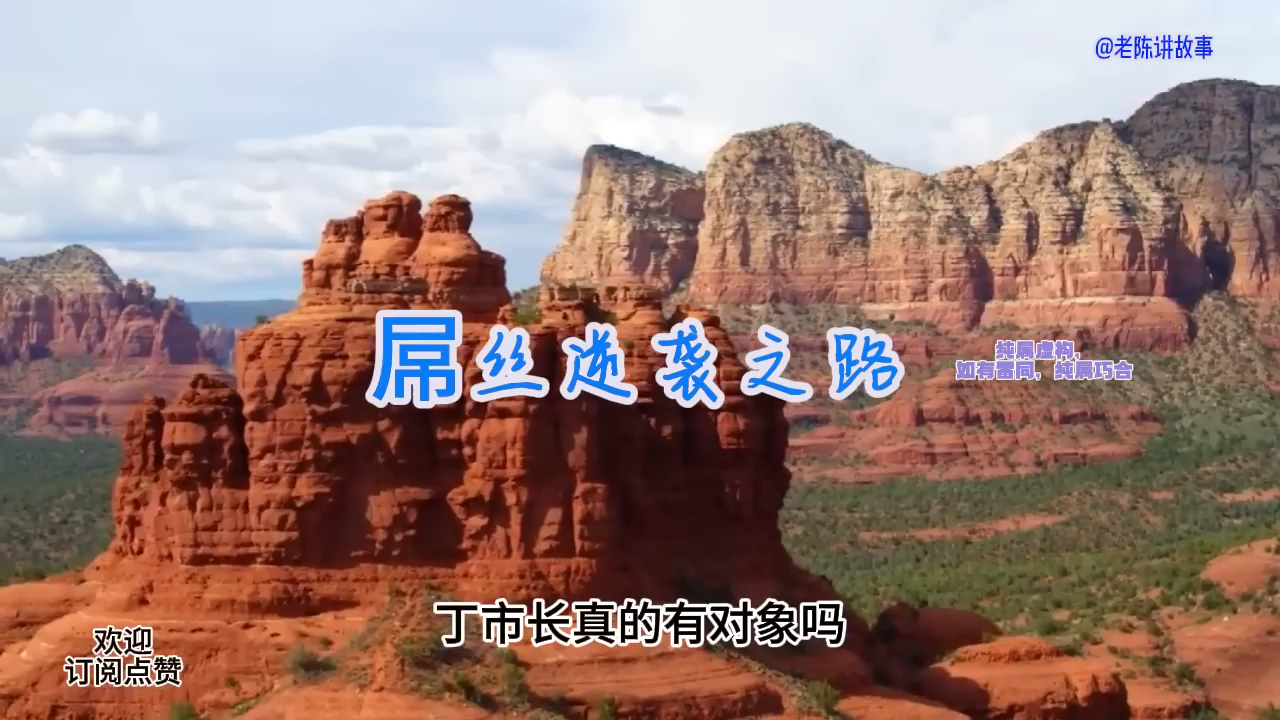 @老陈讲故事
屌丝逆袭之路
纯属虚构，
如有雷同，纯属巧合
丁市长真的有对象吗
欢迎
订阅点赞